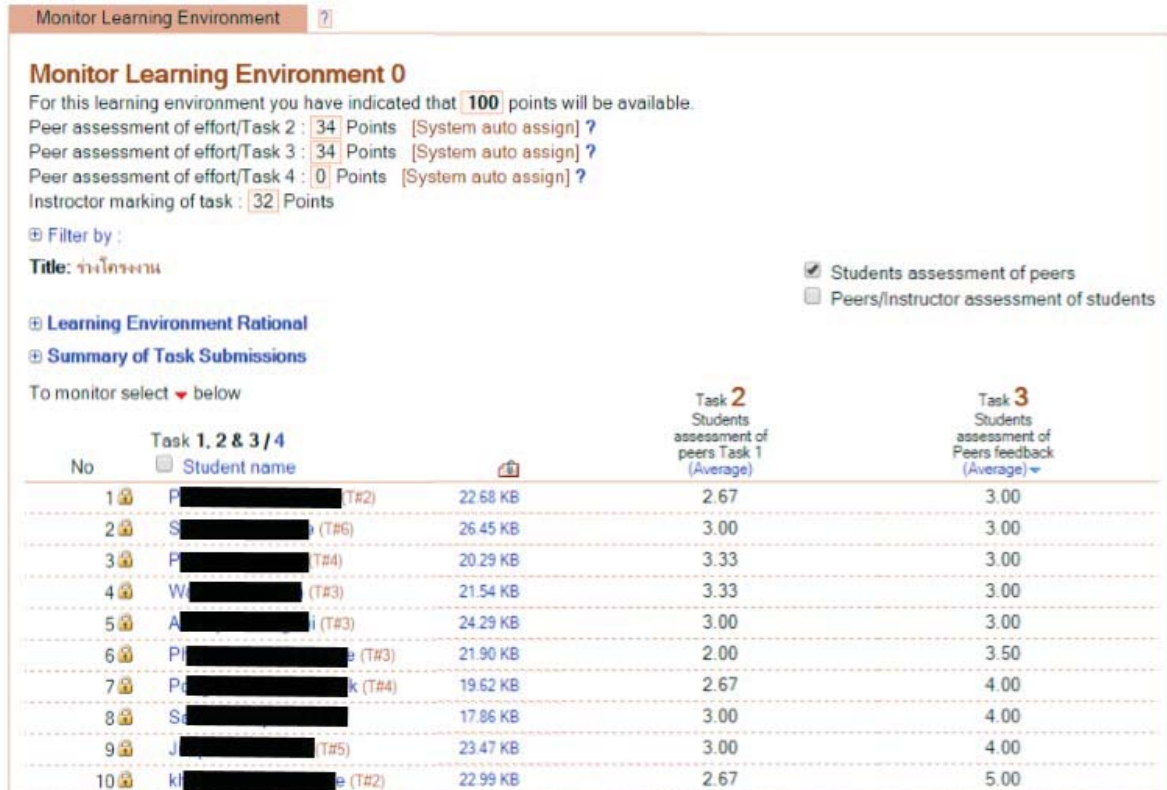 Monitor Learning Environment [?]
Monitor Learning Environment 0
For this learning environment you have indicated that 100 points will be available.
Peer assessment of effort/Task 2 : 34 Points [System auto assign] ?
Peer assessment of effort/Task 3 : 34 Points [System auto assign] ?
Peer assessment of effort/Task 4 : 0 Points [System auto assign] ?
Instroctor marking of task : 32 Points
Filter by :
Title: ร่างโครงงาน
Students assessment of peers
Peers/Instructor assessment of students
Learning Environment Rational
Summary of Task Submissions
To monitor select below
Task 1, 2 & 3 / 4
Task 2
Students
assessment of
peers Task 1
(Average)
Task 3
Students
assessment of
Peers feedback
(Average)
No Student name
1 P (T#2) 22.68 KB 2.67 3.00
2 S (T#6) 26.45 KB 3.00 3.00
3 P (T#4) 20.29 KB 3.33 3.00
4 W (T#3) 21.54 KB 3.33 3.00
5 A i (T#3) 24.29 KB 3.00 3.00
6 P e (T#3) 21.90 KB 2.00 3.50
7 P k (T#4) 19.62 KB 2.67 4.00
8 Sa 17.86 KB 3.00 4.00
9 J (T#5) 23.47 KB 3.00 4.00
10 kh e (T#2) 22.99 KB 2.67 5.00